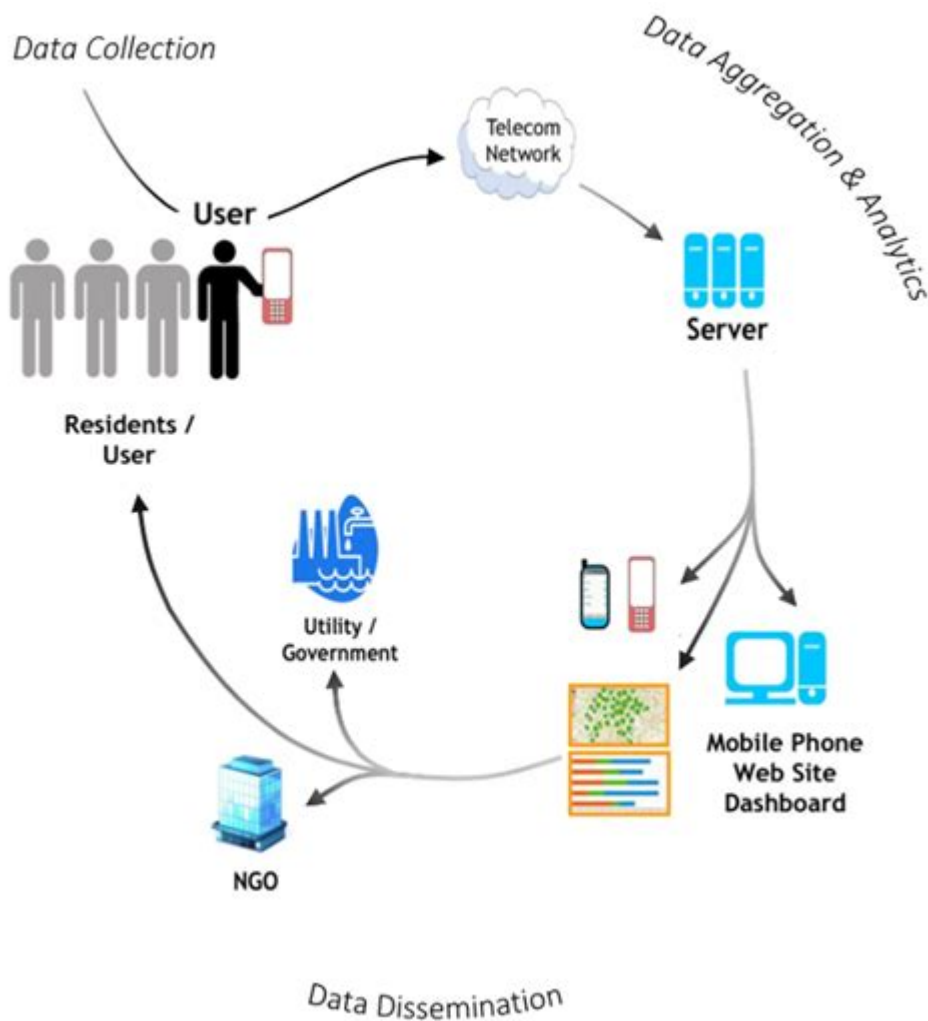 Data Collection
Data Aggregation & Analytics
Telecom
Network
User
Server
Residents /
User
Utility /
Government
Mobile Phone
Web Site
Dashboard
NGO
Data Dissemination